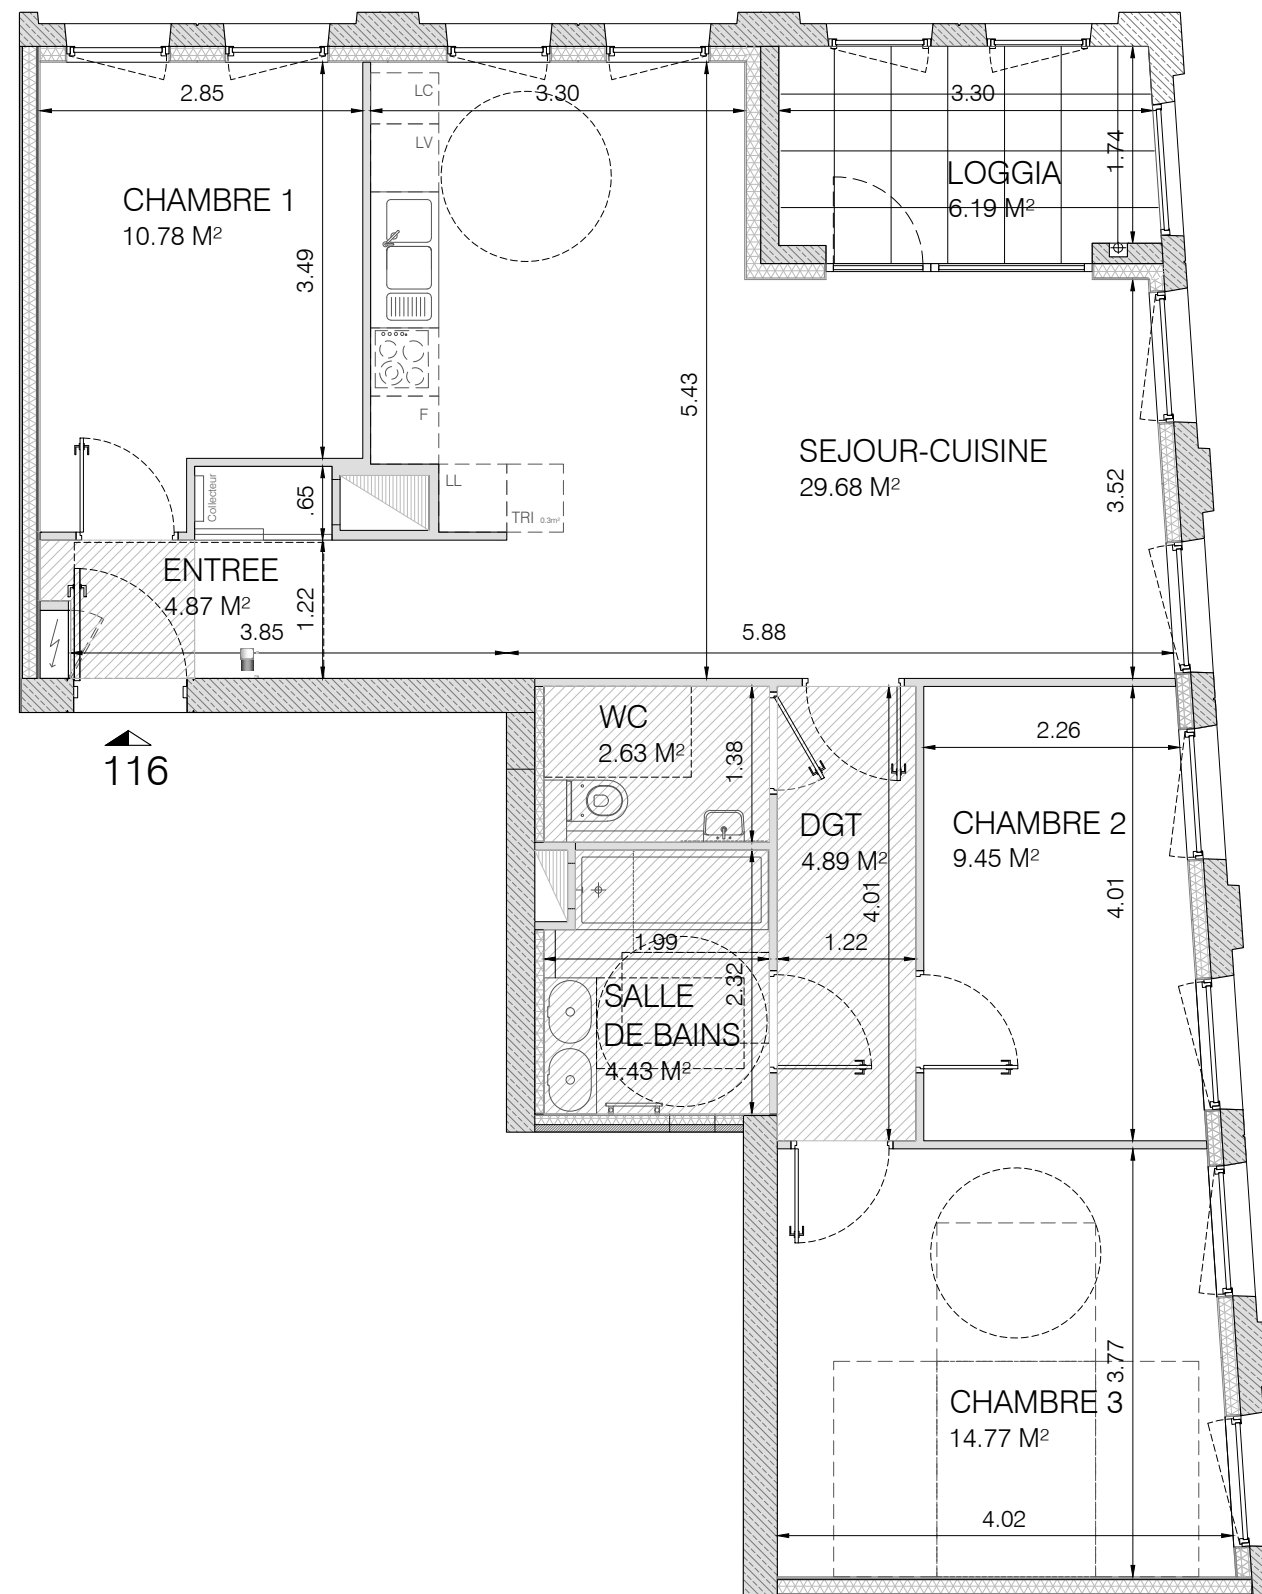 2.85
3.30
3.30
LC
LV
1.74
CHAMBRE 1
10.78 M²
LOGGIA
6.19 M²
3.49
5.43
F
SEJOUR-CUISINE
29.68 M²
3.52
Collecteur
.65
LL
TRI 0.3m²
ENTREE
4.87 M²
1.22
3.85
5.88
116
WC
2.63 M²
1.38
2.26
DGT
4.89 M²
CHAMBRE 2
9.45 M²
4.01
4.01
1.99
1.22
2.32
SALLE
DE BAINS
4.43 M²
3.77
CHAMBRE 3
14.77 M²
4.02